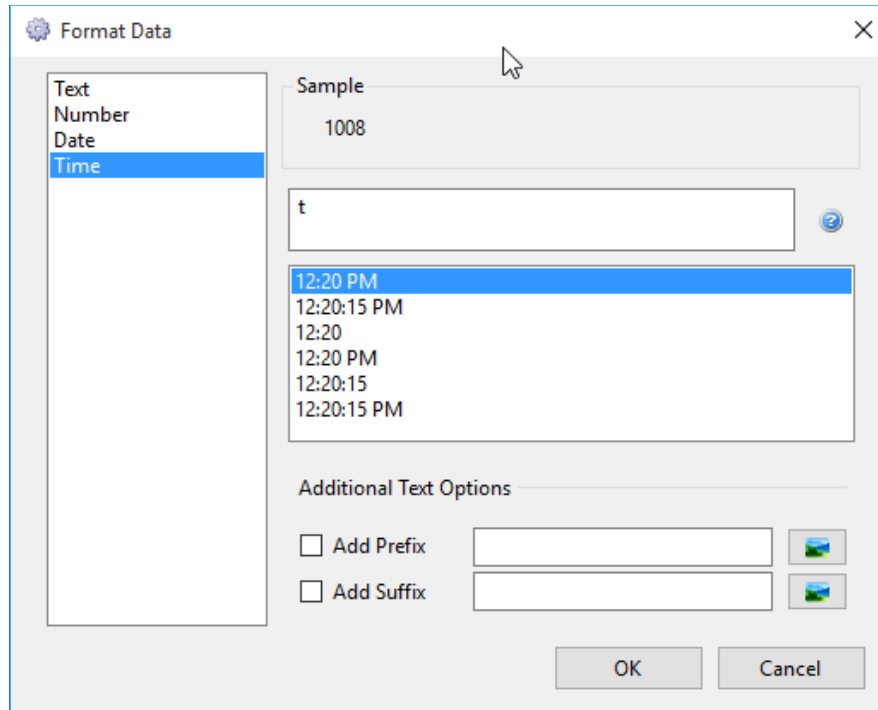 Format Data
Text
Number
Date
Time
Sample
1008
t
12:20 PM
12:20:15 PM
12:20
12:20 PM
12:20:15
12:20:15 PM
Additional Text Options
Add Prefix
Add Suffix
OK
Cancel